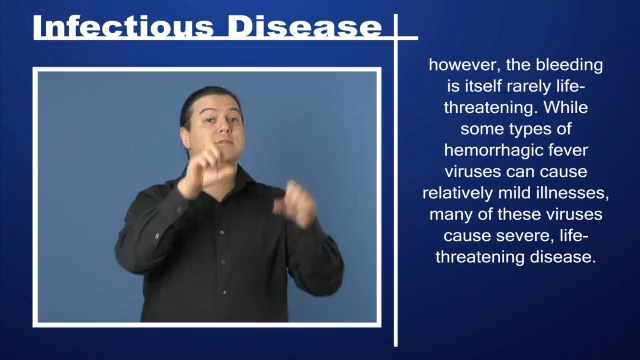 Infectious Disease
however, the bleeding
is itself rarely life-
threatening. While
some types of
hemorrhagic fever
viruses can cause
relatively mild illnesses,
many of these viruses
cause severe, life-
threatening disease.